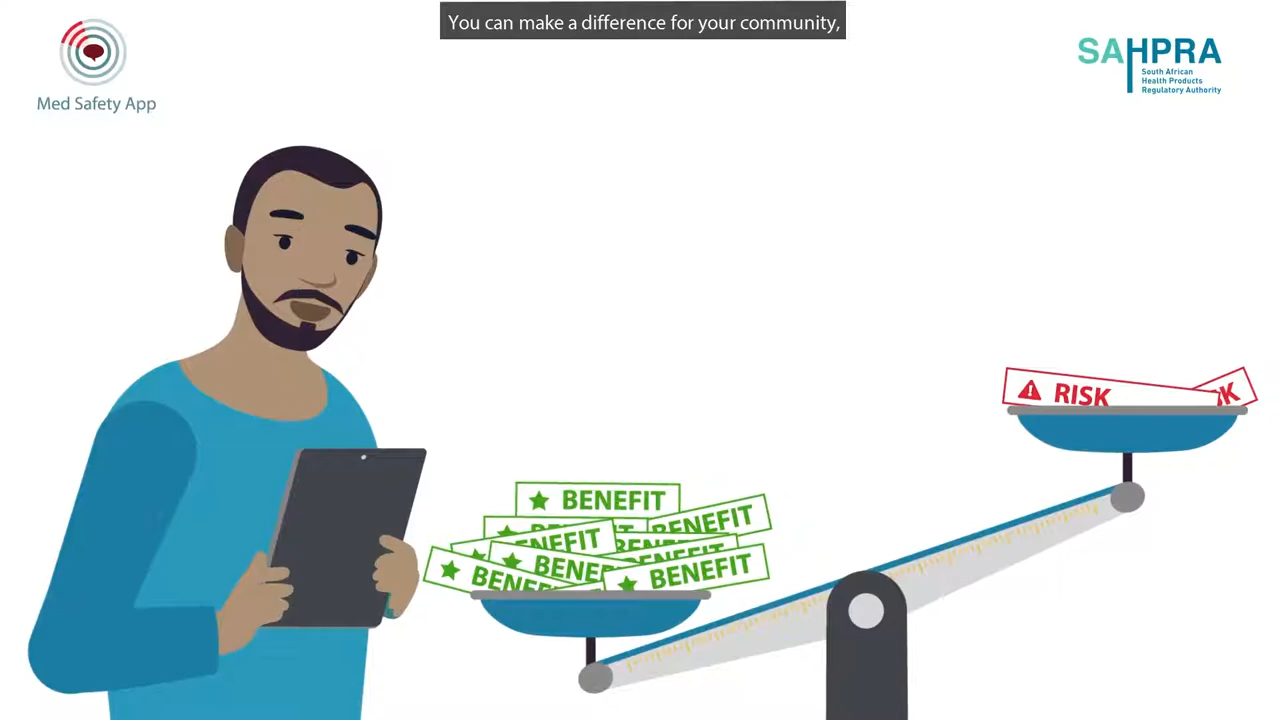 You can make a difference for your community,
Med Safety App
SAHPRA
South African
Health Products
Regulatory Authority
RISK
K
BENEFIT
BENEFIT
BENEFIT
BENEFIT
BENEFIT